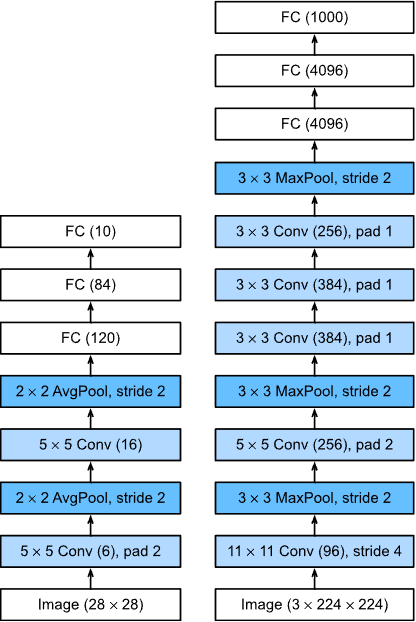 FC (10)
FC (84)
FC (120)
2 × 2 AvgPool, stride 2
5 × 5 Conv (16)
2 × 2 AvgPool, stride 2
5 × 5 Conv (6), pad 2
Image (28 × 28)
FC (1000)
FC (4096)
FC (4096)
3 × 3 MaxPool, stride 2
3 × 3 Conv (256), pad 1
3 × 3 Conv (384), pad 1
3 × 3 Conv (384), pad 1
3 × 3 MaxPool, stride 2
5 × 5 Conv (256), pad 2
3 × 3 MaxPool, stride 2
11 × 11 Conv (96), stride 4
Image (3 × 224 × 224)